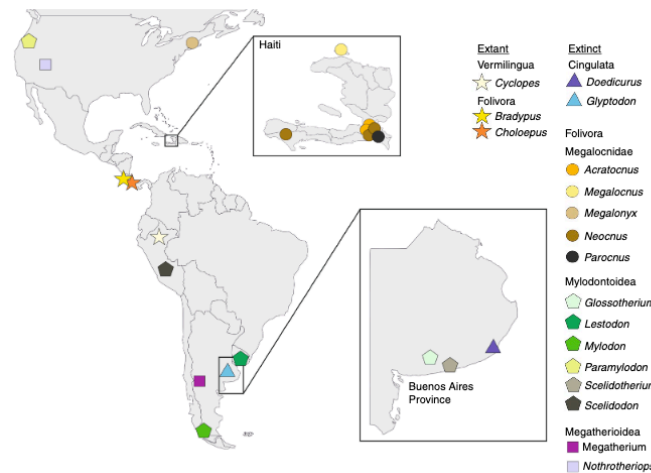 Haiti
Buenos Aires
Province
Extant
Vermilingua
Cyclopes
Folivora
Bradypus
Choloepus
Extinct
Cingulata
Doedicurus
Glyptodon
Folivora
Megalocnidae
Acratocnus
Megalocnus
Megalonyx
Neocnus
Parocnus
Mylodontoidea
Glossotherium
Lestodon
Mylodon
Paramylodon
Scelidotherium
Scelidodon
Megatherioidea
Megatherium
Nothrotheriops